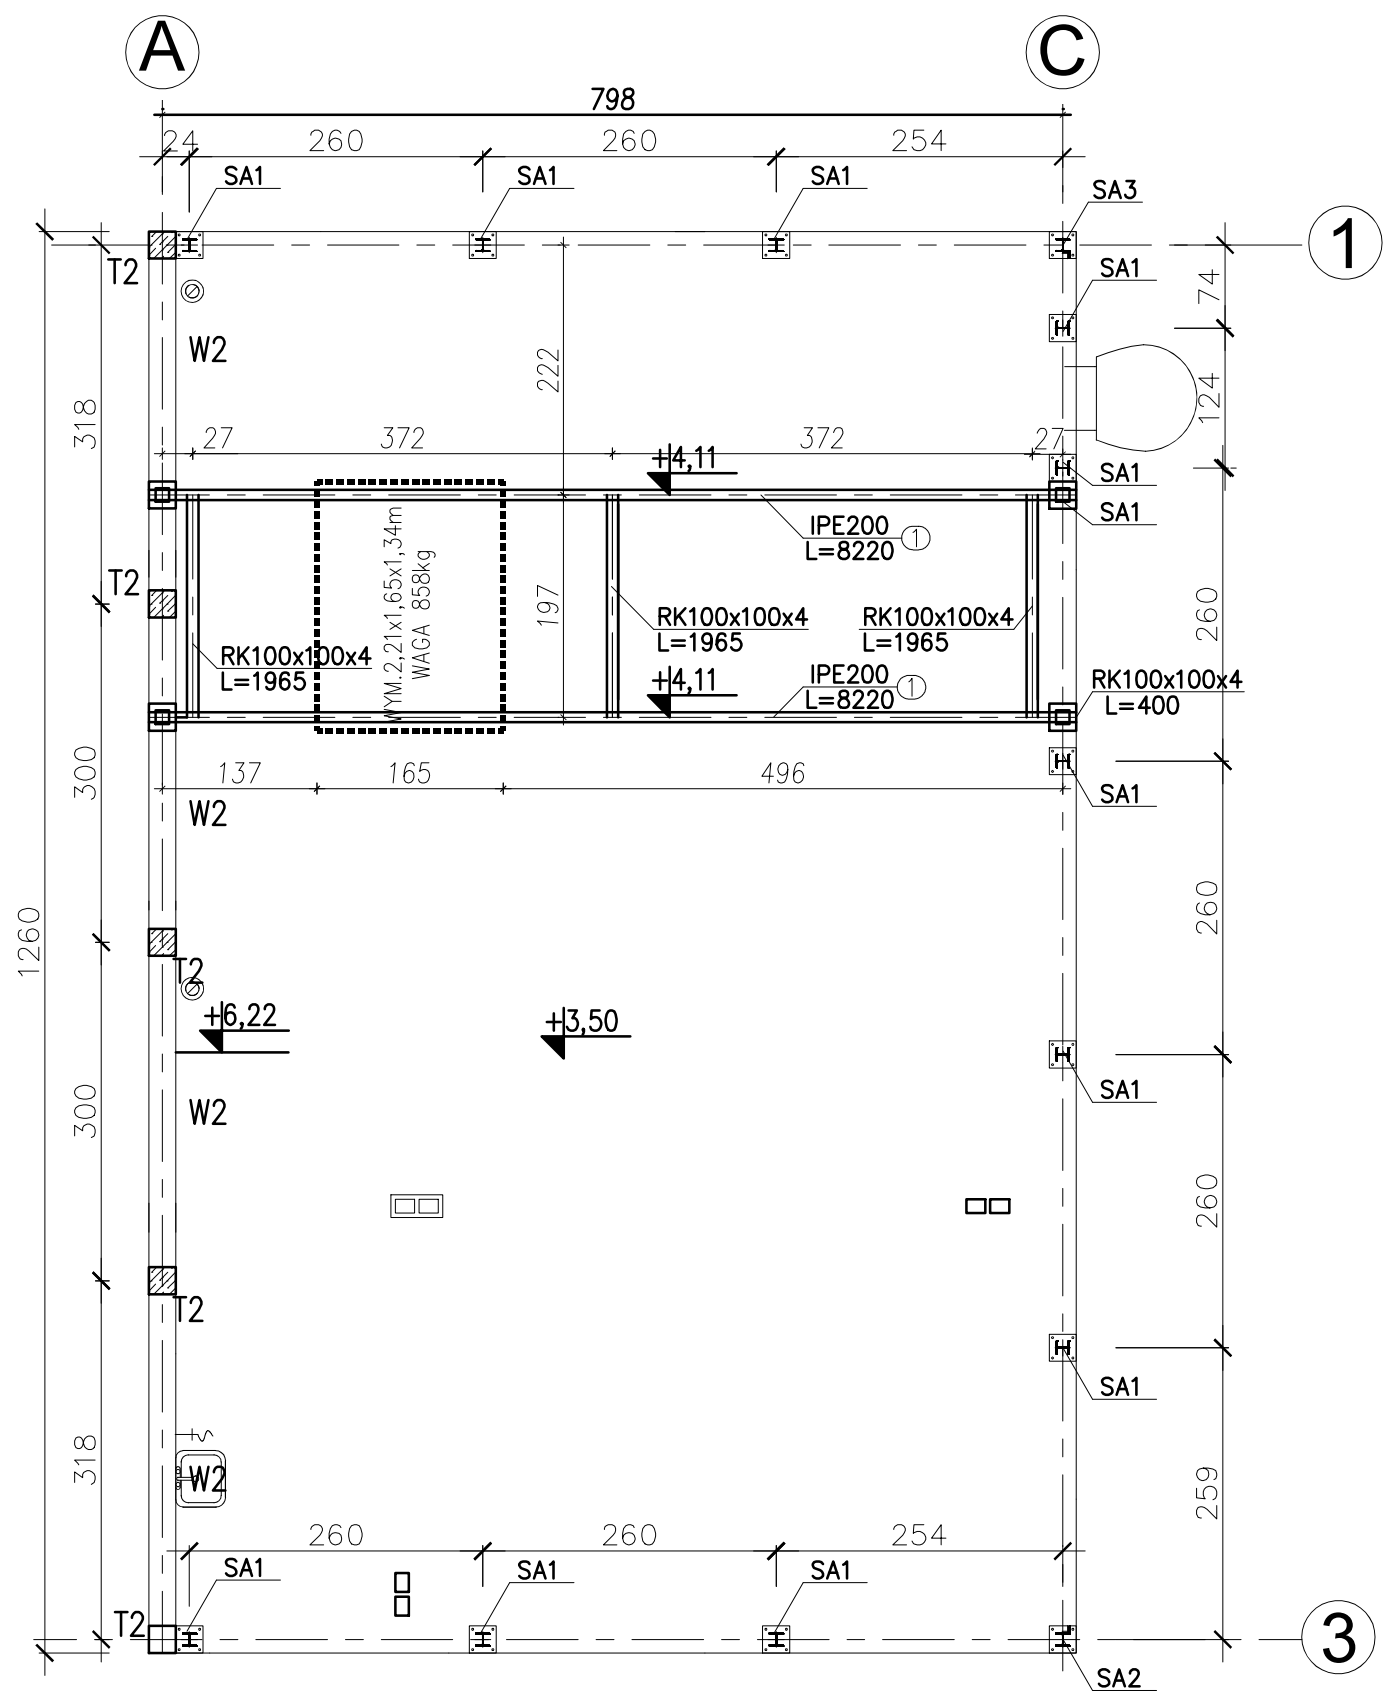 A
C
798
24
260
260
254
SA1
SA1
SA1
SA3
1
T2
SA1
74
W2
222
124
318
27
372
372
27
+4,11
SA1
SA1
IPE200
L=8220
1
T2
WYM.2,21x1,65x1,34m
WAGA 858kg
197
260
RK100x100x4
L=1965
RK100x100x4
L=1965
RK100x100x4
L=1965
+4,11
IPE200
L=8220
1
RK100x100x4
L=400
300
137
165
496
W2
SA1
1260
260
T2
+6,22
+3,50
300
W2
SA1
260
T2
SA1
318
W2
259
260
260
254
SA1
SA1
SA1
T2
3
SA2